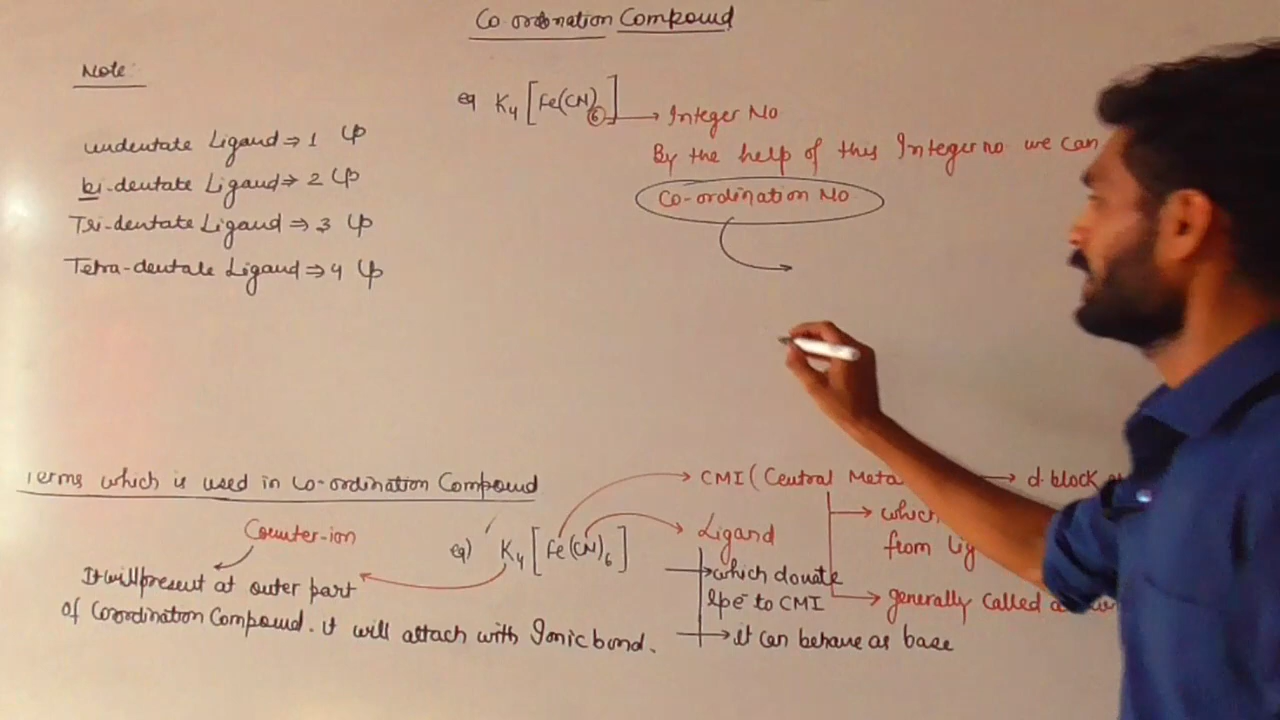 Co-ordination Compound
Note:
undentate Ligand ⇒ 1 lp
bi-dentate Ligand ⇒ 2 lp
Tri-dentate Ligand ⇒ 3 lp
Tetra-dentate Ligand ⇒ 4 lp
eq K4[Fe(CN)6] → Integer No
By the help of this Integer no we can
Co-ordination No
Terms which is used in Co-ordination Compound
Counter-ion
It will present at outer part
of Coordination Compound. it will attach with Ionic bond.
eq) K4[Fe(CN)6]
CMI (Central Meta → d-block
which
from Lig
generally called
Ligand
which donate
lpe- to CMI
it can behave as base